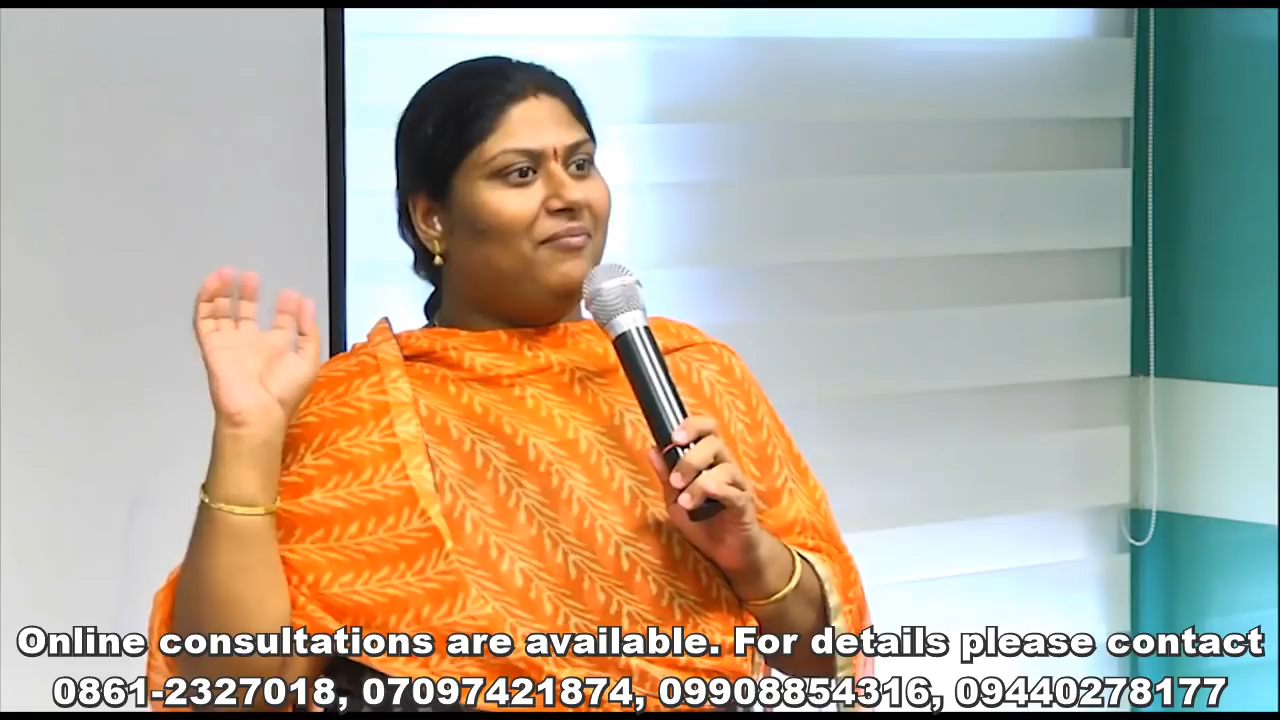 Online consultations are available. For details please contact
0861-2327018, 07097421874, 09908854316, 09440278177